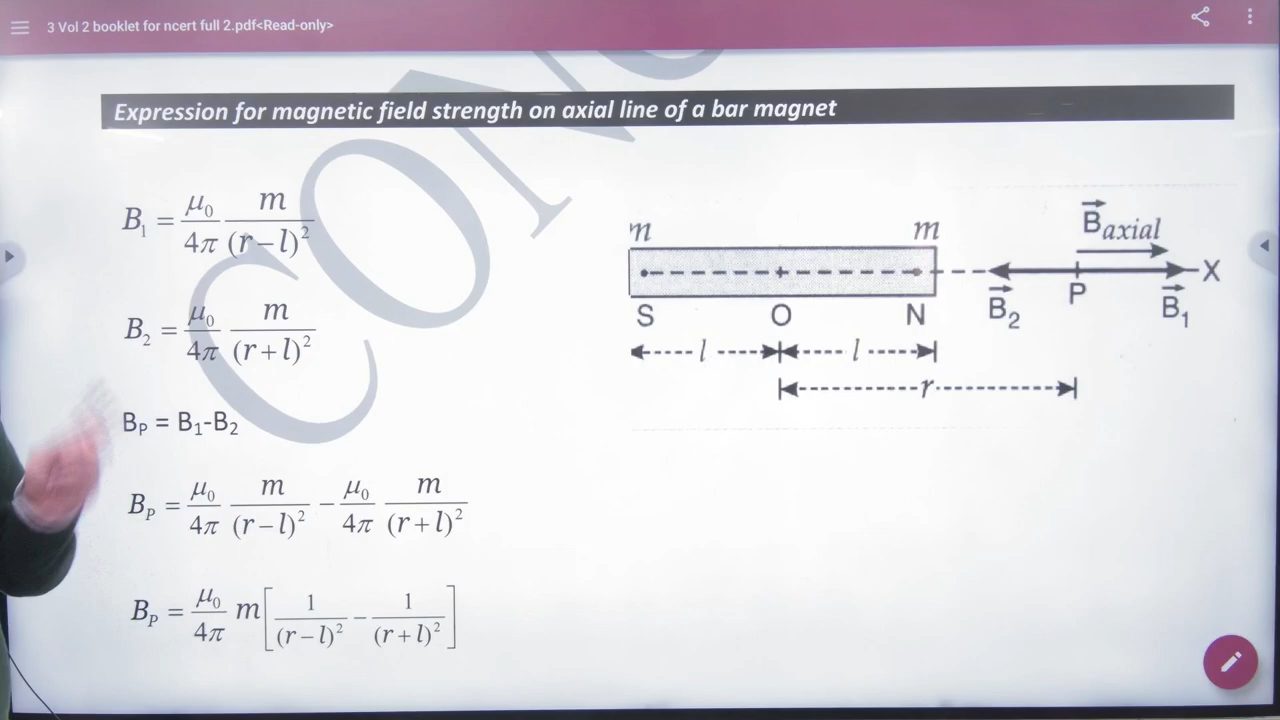 3 Vol 2 booklet for ncert full 2.pdf<Read-only>
Expression for magnetic field strength on axial line of a bar magnet
B₁ = μ₀/4π m/(r−l)²
B₂ = μ₀/4π m/(r+l)²
B_P = B₁-B₂
B_P = μ₀/4π m/(r−l)² − μ₀/4π m/(r+l)²
B_P = μ₀/4π m[1/(r−l)² − 1/(r+l)²]
m m B⃗axial
X
S O N B⃗₂ P B⃗₁
l l
r